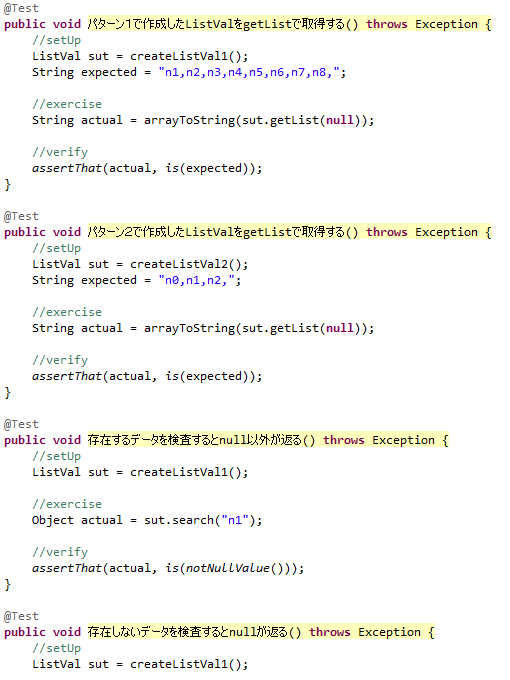 @Test
public void パターン1で作成したListValをgetListで取得する() throws Exception {
//setUp
ListVal sut = createListVal1();
String expected = "n1,n2,n3,n4,n5,n6,n7,n8,";
//exercise
String actual = arrayToString(sut.getList(null));
//verify
assertThat(actual, is(expected));
}
@Test
public void パターン2で作成したListValをgetListで取得する() throws Exception {
//setUp
ListVal sut = createListVal2();
String expected = "n0,n1,n2,";
//exercise
String actual = arrayToString(sut.getList(null));
//verify
assertThat(actual, is(expected));
}
@Test
public void 存在するデータを検査するとnull以外が返る() throws Exception {
//setUp
ListVal sut = createListVal1();
//exercise
Object actual = sut.search("n1");
//verify
assertThat(actual, is(notNullValue()));
}
@Test
public void 存在しないデータを検査するとnullが返る() throws Exception {
//setUp
ListVal sut = createListVal1();